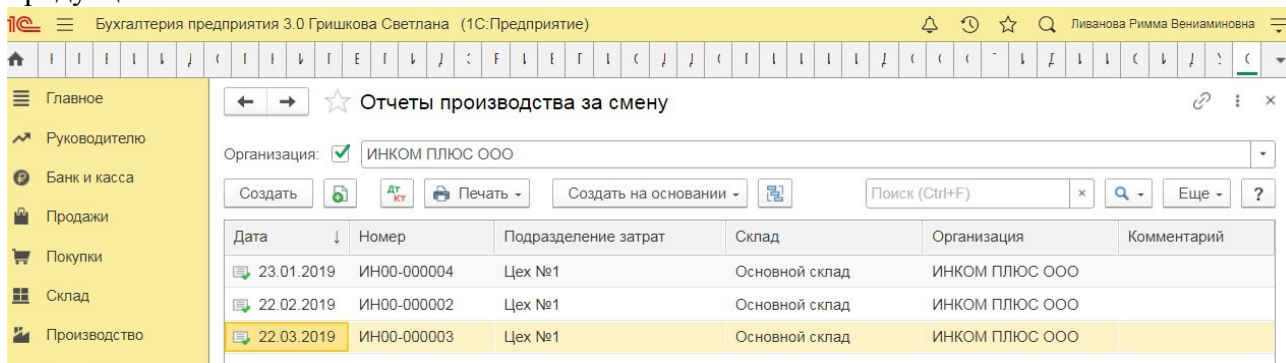 Бухгалтерия предприятия 3.0 Гришкова Светлана (1С:Предприятие) Ливанова Римма Вениаминовна
Главное
Руководителю
Банк и касса
Продажи
Покупки
Склад
Производство
Отчеты производства за смену
Организация: ИНКОМ ПЛЮС ООО
Создать Дт Кт Печать Создать на основании Поиск (Ctrl+F) × Еще ?
Дата ↓ Номер Подразделение затрат Склад Организация Комментарий
23.01.2019 ИН00-000004 Цех №1 Основной склад ИНКОМ ПЛЮС ООО
22.02.2019 ИН00-000002 Цех №1 Основной склад ИНКОМ ПЛЮС ООО
22.03.2019 ИН00-000003 Цех №1 Основной склад ИНКОМ ПЛЮС ООО